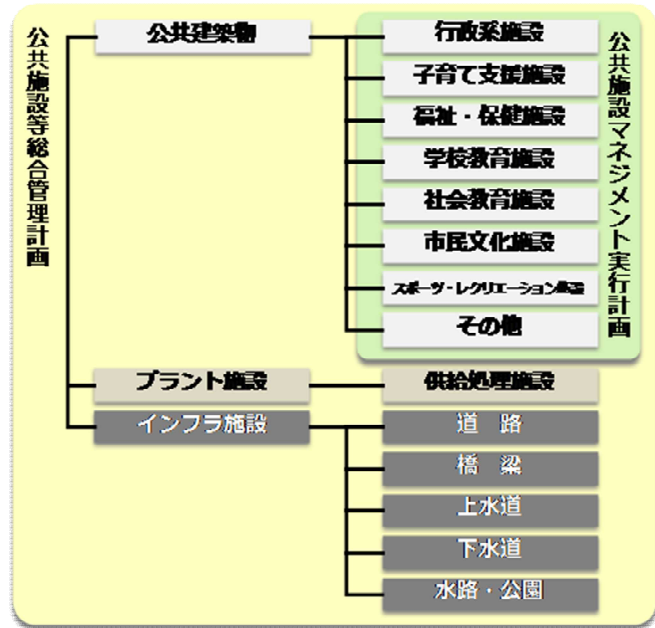 公共施設等総合管理計画
公共建築物
行政系施設
子育て支援施設
福祉・保健施設
学校教育施設
社会教育施設
市民文化施設
スポーツ・レクリエーション施設
その他
公共施設マネジメント実行計画
プラント施設
供給処理施設
インフラ施設
道　路
橋　梁
上水道
下水道
水路・公園